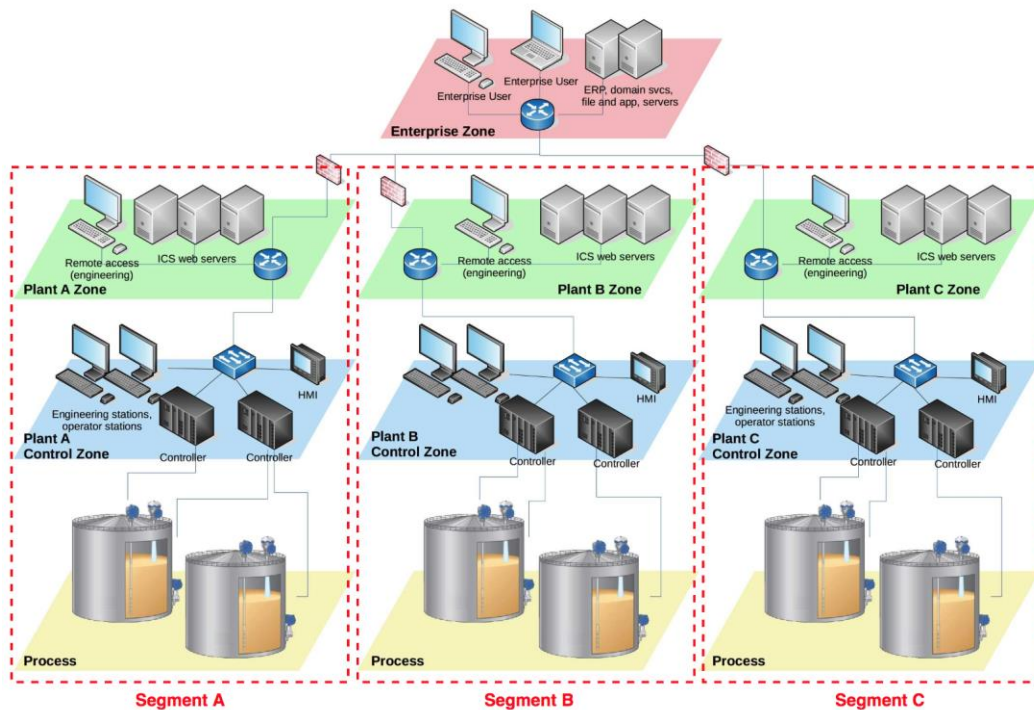 Enterprise User
Enterprise User
ERP, domain svcs,
file and app, servers
Enterprise Zone
Remote access
(engineering)
ICS web servers
Plant A Zone
Engineering stations,
operator stations
HMI
Plant A
Control Zone
Controller
Controller
Process
Segment A
Remote access
(engineering)
ICS web servers
Plant B Zone
HMI
Plant B
Control Zone
Controller
Controller
Process
Segment B
Remote access
(engineering)
ICS web servers
Plant C Zone
Engineering stations,
operator stations
HMI
Plant C
Control Zone
Controller
Controller
Process
Segment C